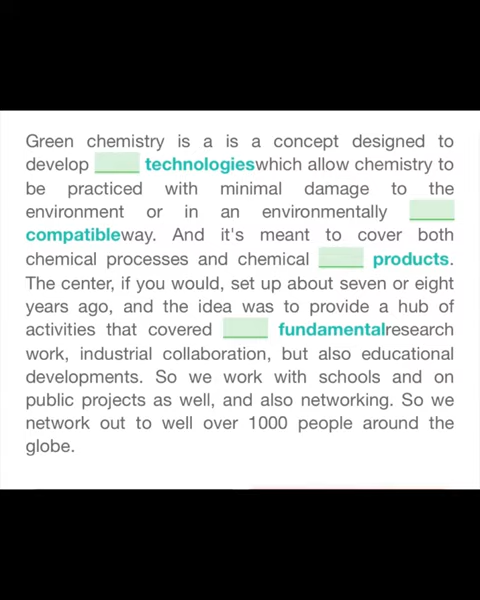 Green chemistry is a is a concept designed to
develop technologieswhich allow chemistry to
be practiced with minimal damage to the
environment or in an environmentally
compatibleway. And it's meant to cover both
chemical processes and chemical products.
The center, if you would, set up about seven or eight
years ago, and the idea was to provide a hub of
activities that covered fundamentalresearch
work, industrial collaboration, but also educational
developments. So we work with schools and on
public projects as well, and also networking. So we
network out to well over 1000 people around the
globe.